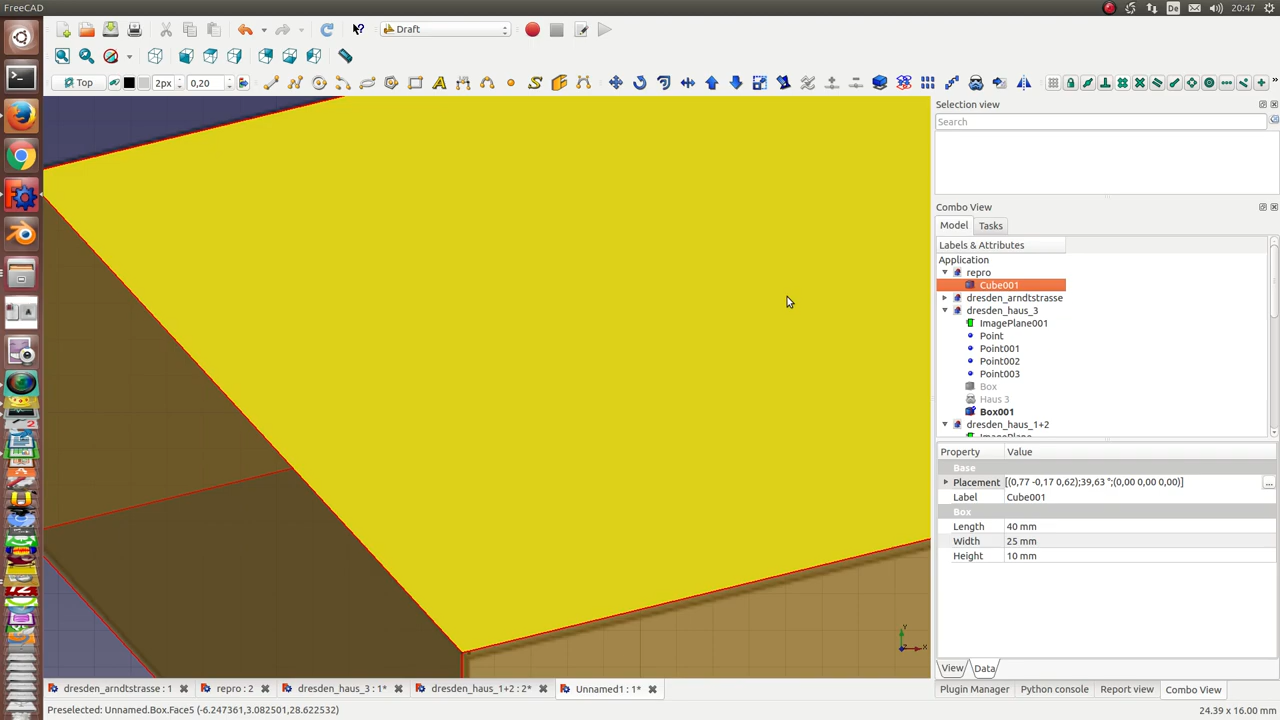 FreeCAD
De
20:47
Draft
Top
2px
0,20
Selection view
Search
Combo View
Model
Tasks
Labels & Attributes
Application
repro
Cube001
dresden_arndtstrasse
dresden_haus_3
ImagePlane001
Point
Point001
Point002
Point003
Box
Haus 3
Box001
dresden_haus_1+2
Property
Value
Base
Placement
[(0,77 -0,17 0,62);39,63 °;(0,00 0,00 0,00)]
...
Label
Cube001
Box
Length
40 mm
Width
25 mm
Height
10 mm
View
Data
dresden_arndtstrasse : 1
repro : 2
dresden_haus_3 : 1*
dresden_haus_1+2 : 2*
Unnamed1 : 1*
Plugin Manager
Python console
Report view
Combo View
Preselected: Unnamed.Box.Face5 (-6.247361,3.082501,28.622532)
24.39 x 16.00 mm